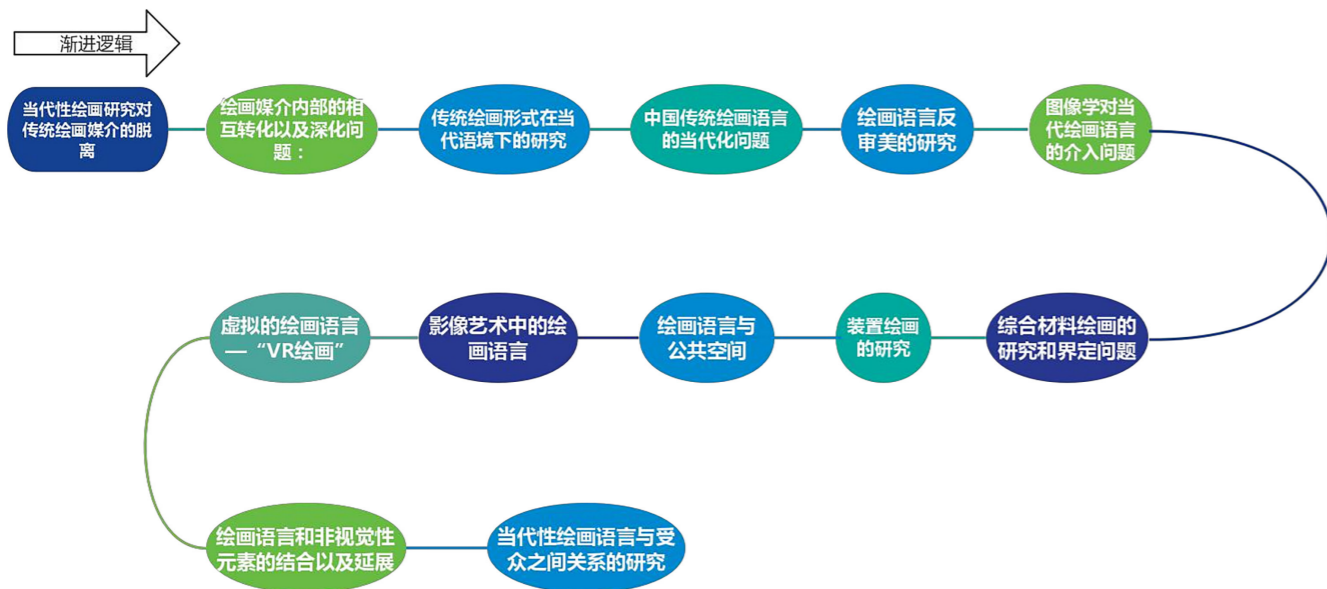 渐进逻辑
当代性绘画研究对
传统绘画媒介的脱
离
绘画媒介内部的相
互转化以及深化问
题：
传统绘画形式在当
代语境下的研究
中国传统绘画语言
的当代化问题
绘画语言反
审美的研究
图像学对当
代绘画语言
的介入问题
综合材料绘画的
研究和界定问题
装置绘画
的研究
绘画语言与
公共空间
影像艺术中的绘
画语言
虚拟的绘画语言
—“VR绘画”
绘画语言和非视觉性
元素的结合以及延展
当代性绘画语言与受
众之间关系的研究